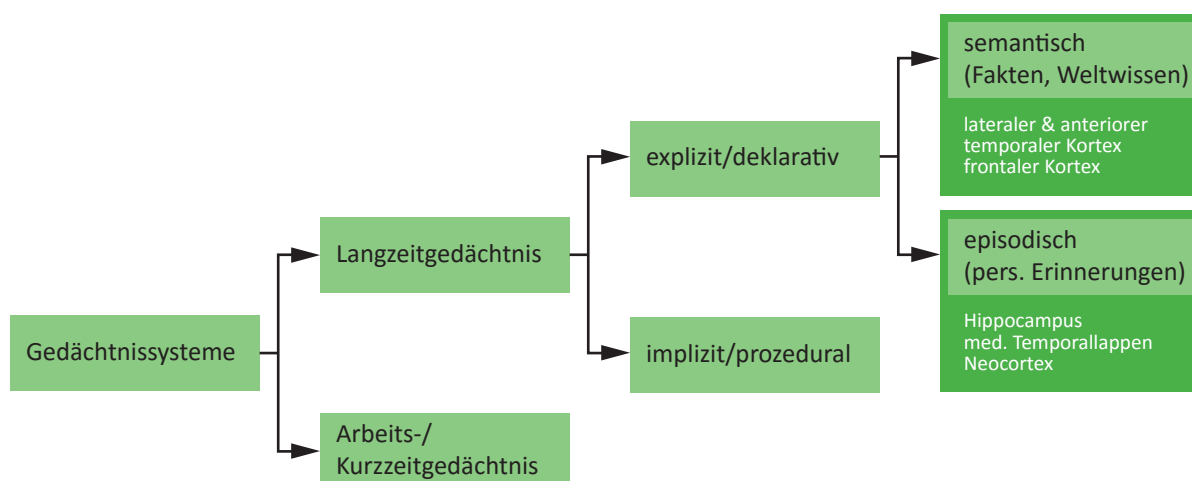 Gedächtnissysteme
Langzeitgedächtnis
Arbeits-/
Kurzzeitgedächtnis
explizit/deklarativ
implizit/prozedural
semantisch
(Fakten, Weltwissen)
lateraler & anteriorer
temporaler Kortex
frontaler Kortex
episodisch
(pers. Erinnerungen)
Hippocampus
med. Temporallappen
Neocortex